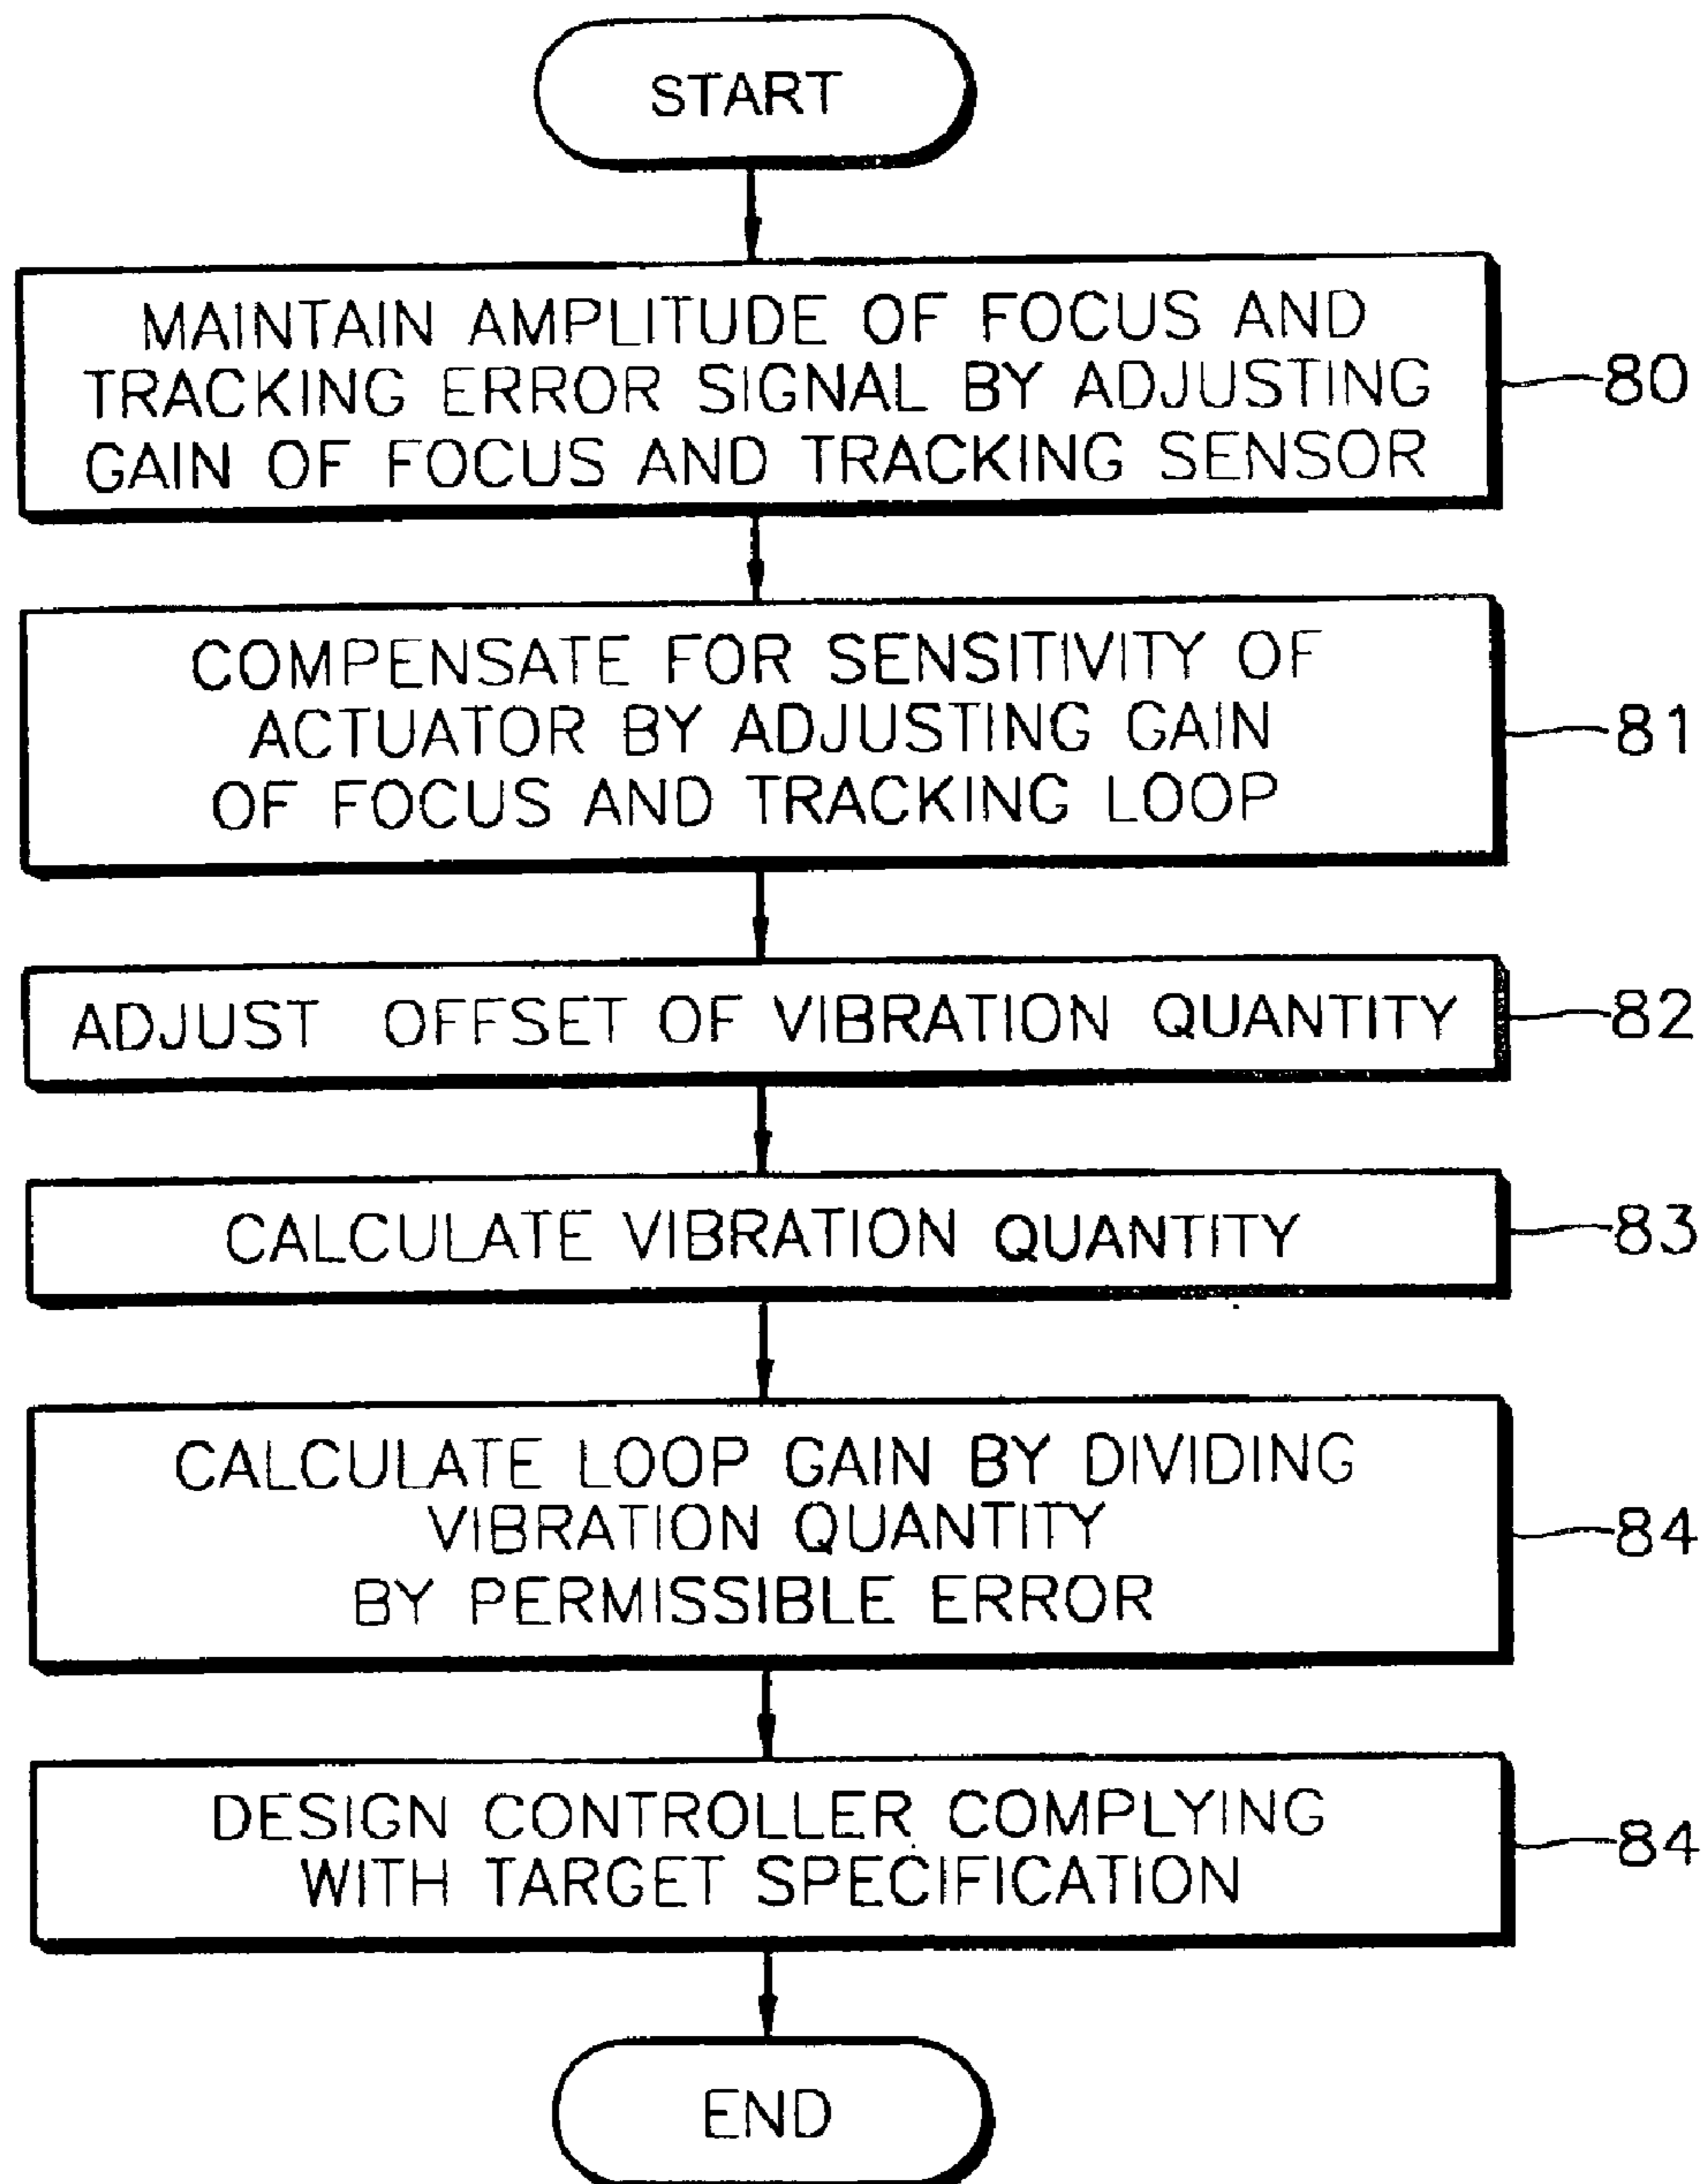 START
MAINTAIN AMPLITUDE OF FOCUS AND
TRACKING ERROR SIGNAL BY ADJUSTING
GAIN OF FOCUS AND TRACKING SENSOR
80
COMPENSATE FOR SENSITIVITY OF
ACTUATOR BY ADJUSTING GAIN
OF FOCUS AND TRACKING LOOP
81
ADJUST OFFSET OF VIBRATION QUANTITY
82
CALCULATE VIBRATION QUANTITY
83
CALCULATE LOOP GAIN BY DIVIDING
VIBRATION QUANTITY
BY PERMISSIBLE ERROR
84
DESIGN CONTROLLER COMPLYING
WITH TARGET SPECIFICATION
84
END